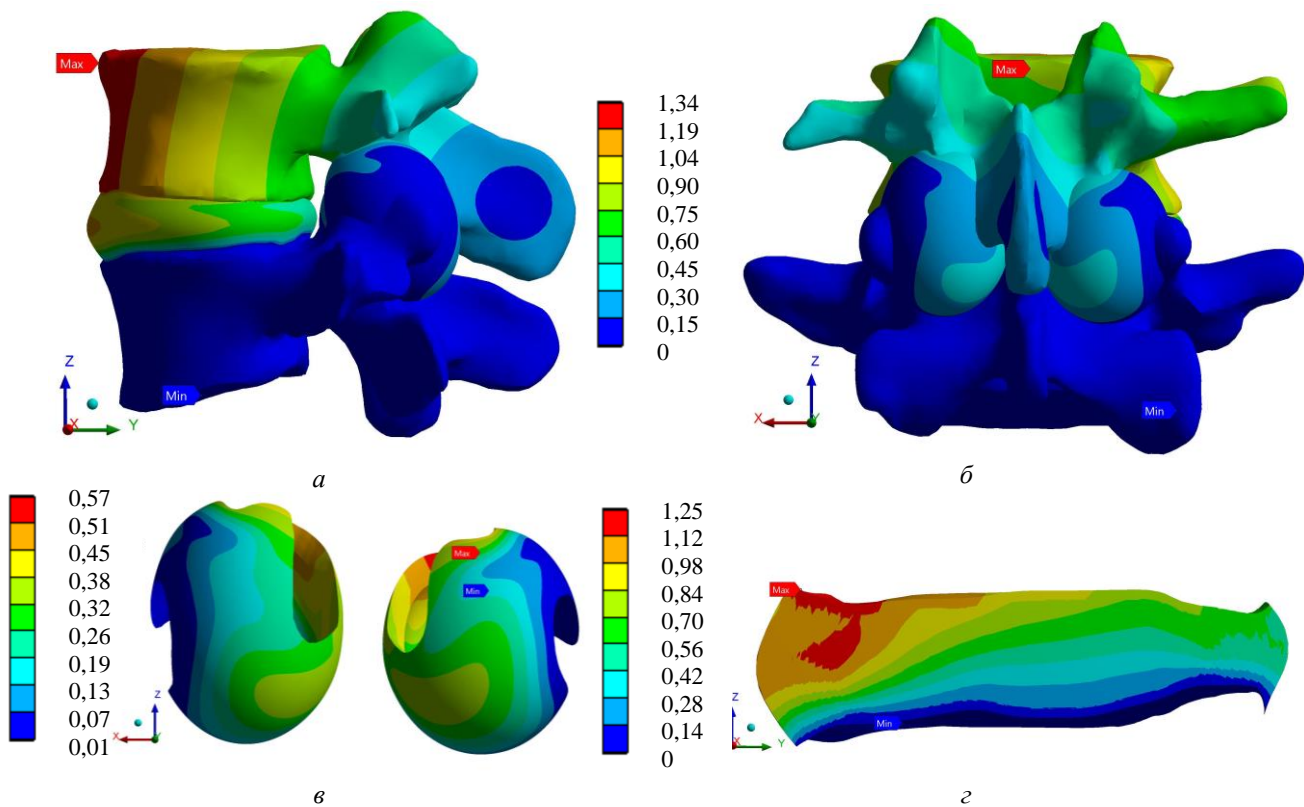 Max
Max
1,34
1,19
1,04
0,90
0,75
0,60
0,45
0,30
0,15
0
Z
Min
X
Y
Z
Min
X
Y
а
б
0,57
0,51
0,45
0,38
0,32
0,26
0,19
0,13
0,07
0,01
Z
X
Y
Max
Min
1,25
1,12
0,98
0,84
0,70
0,56
0,42
0,28
0,14
0
Max
Min
Z
X
Y
в
г